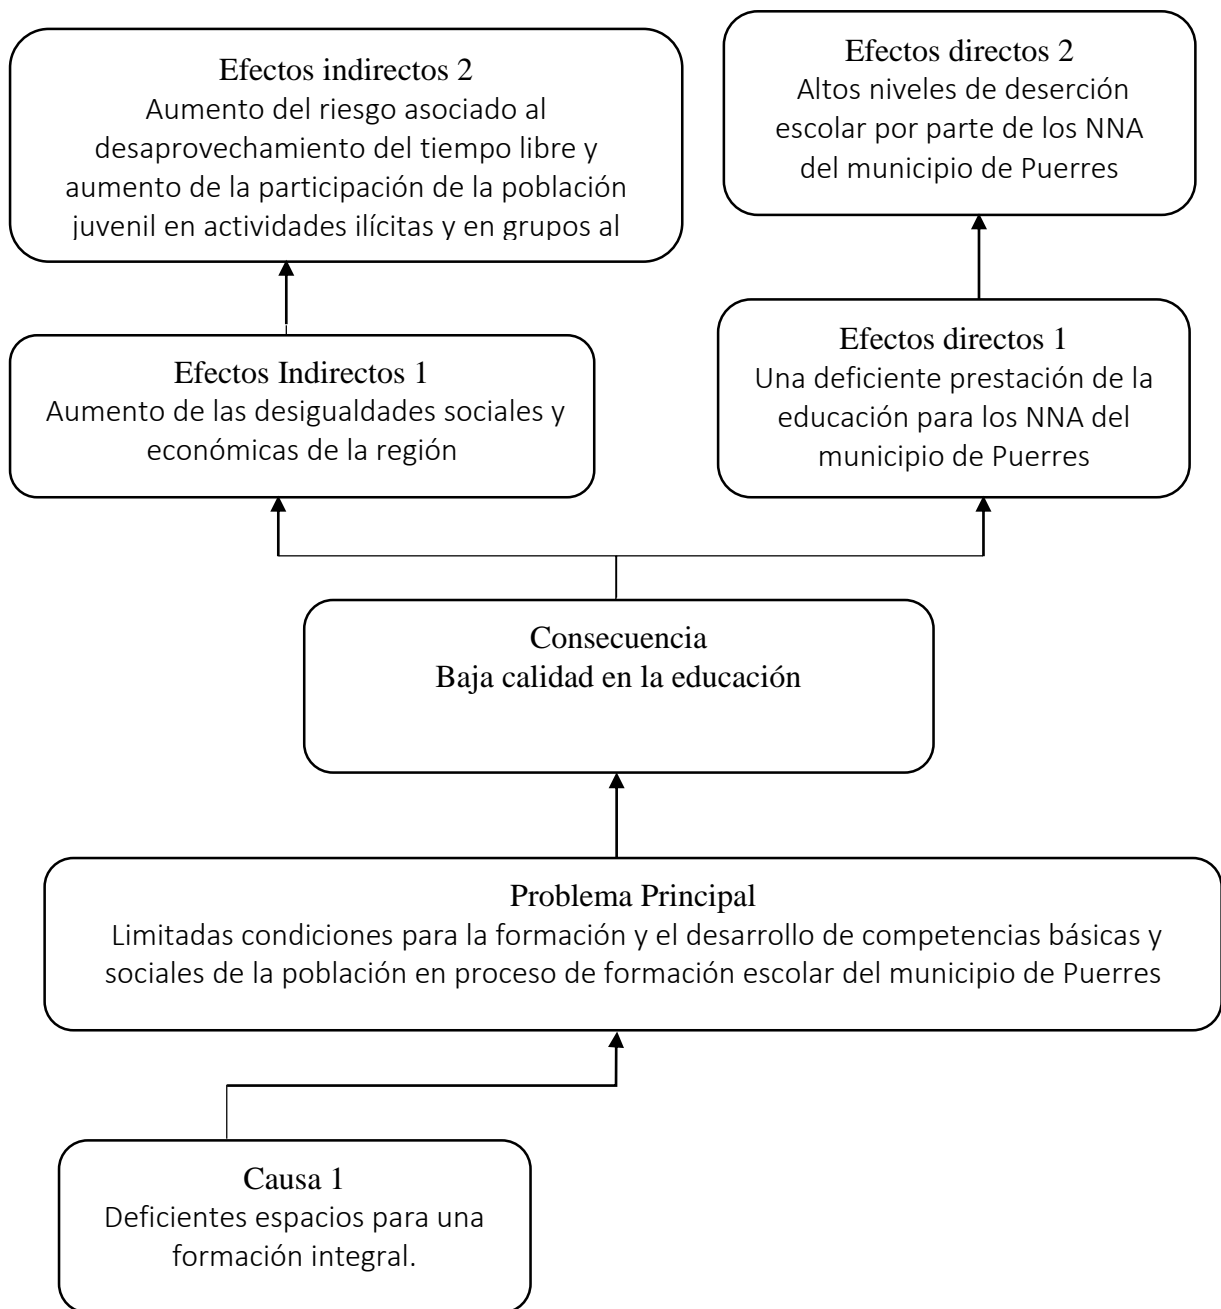 Efectos indirectos 2
Aumento del riesgo asociado al
desaprovechamiento del tiempo libre y
aumento de la participación de la población
juvenil en actividades ilícitas y en grupos al
Efectos directos 2
Altos niveles de deserción
escolar por parte de los NNA
del municipio de Puerres
Efectos Indirectos 1
Aumento de las desigualdades sociales y
económicas de la región
Efectos directos 1
Una deficiente prestación de la
educación para los NNA del
municipio de Puerres
Consecuencia
Baja calidad en la educación
Problema Principal
Limitadas condiciones para la formación y el desarrollo de competencias básicas y
sociales de la población en proceso de formación escolar del municipio de Puerres
Causa 1
Deficientes espacios para una
formación integral.